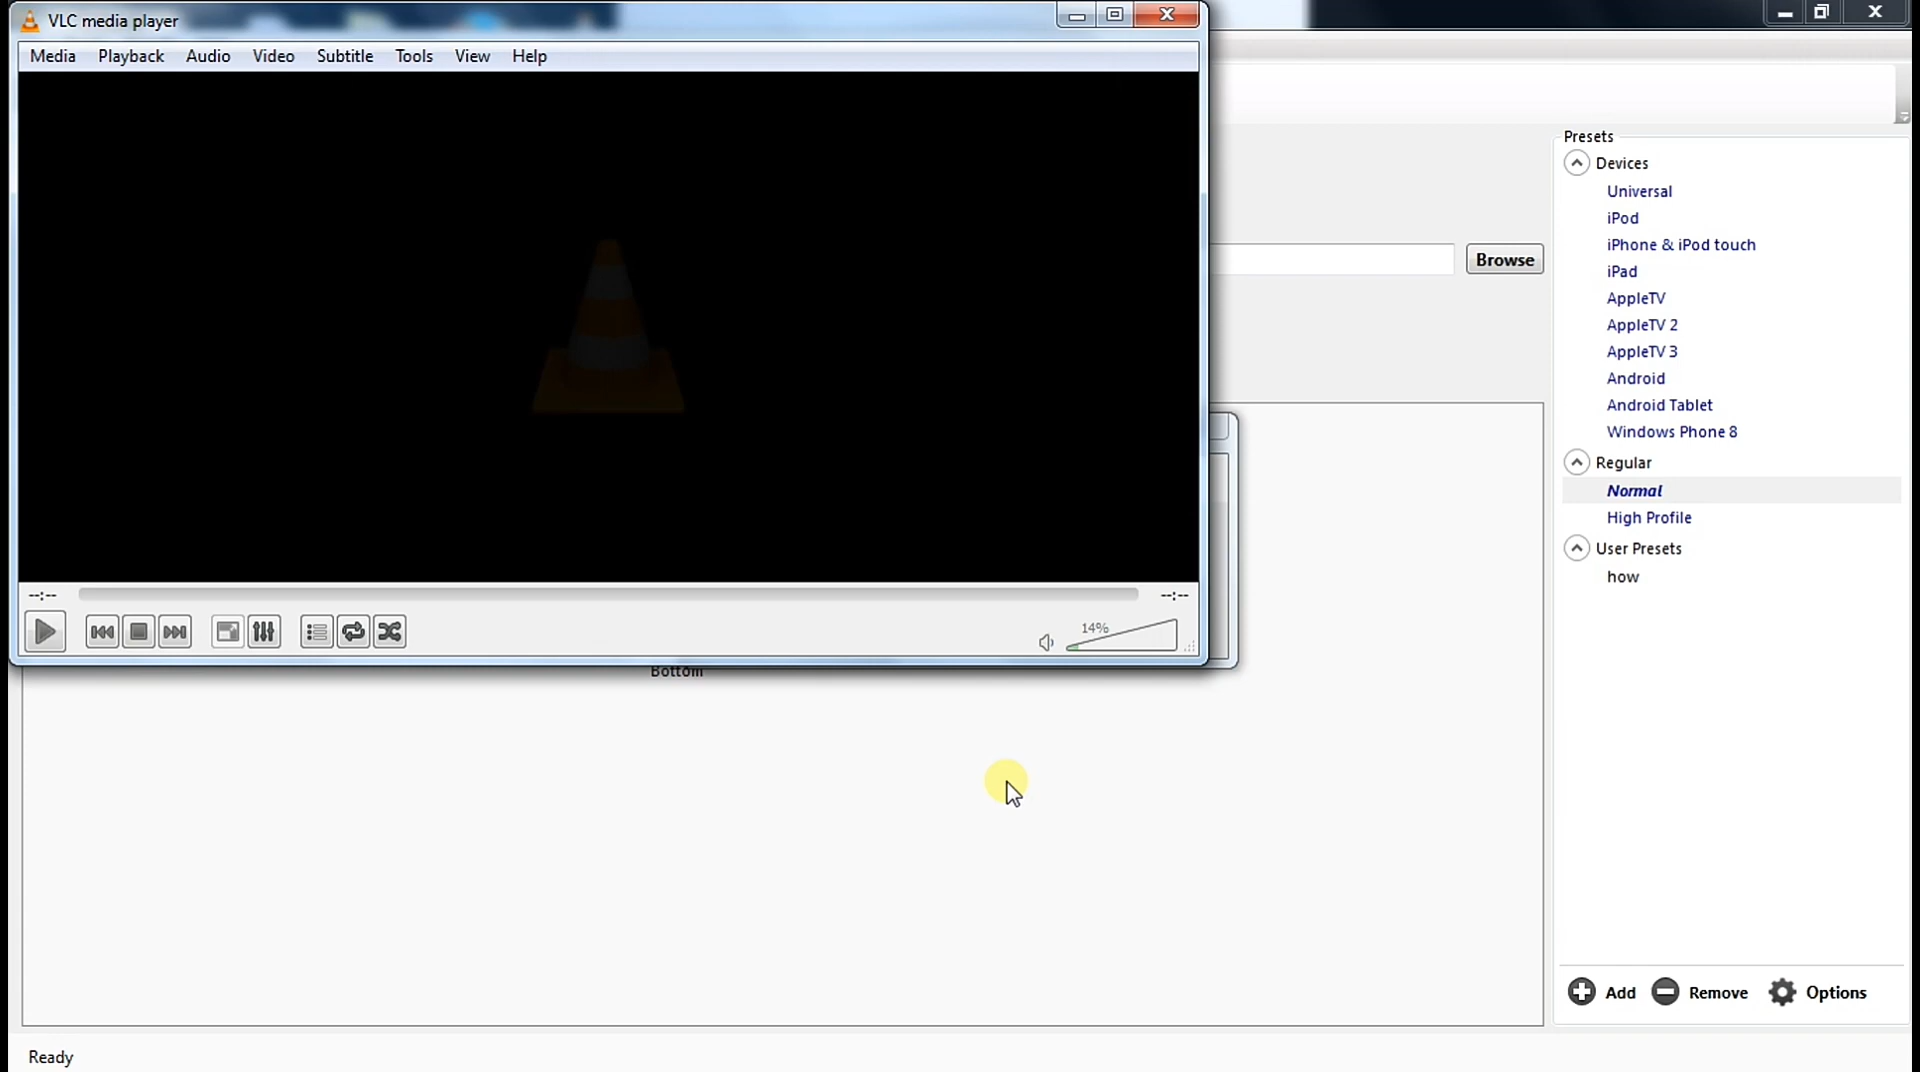 VLC media player
Media Playback Audio Video Subtitle Tools View Help
Presets
Devices
Universal
iPod
iPhone & iPod touch
Browse
iPad
AppleTV
AppleTV 2
AppleTV 3
Android
Android Tablet
Windows Phone 8
Regular
Normal
High Profile
User Presets
how
--:-- --:--
14%
Bottom
Add Remove Options
Ready